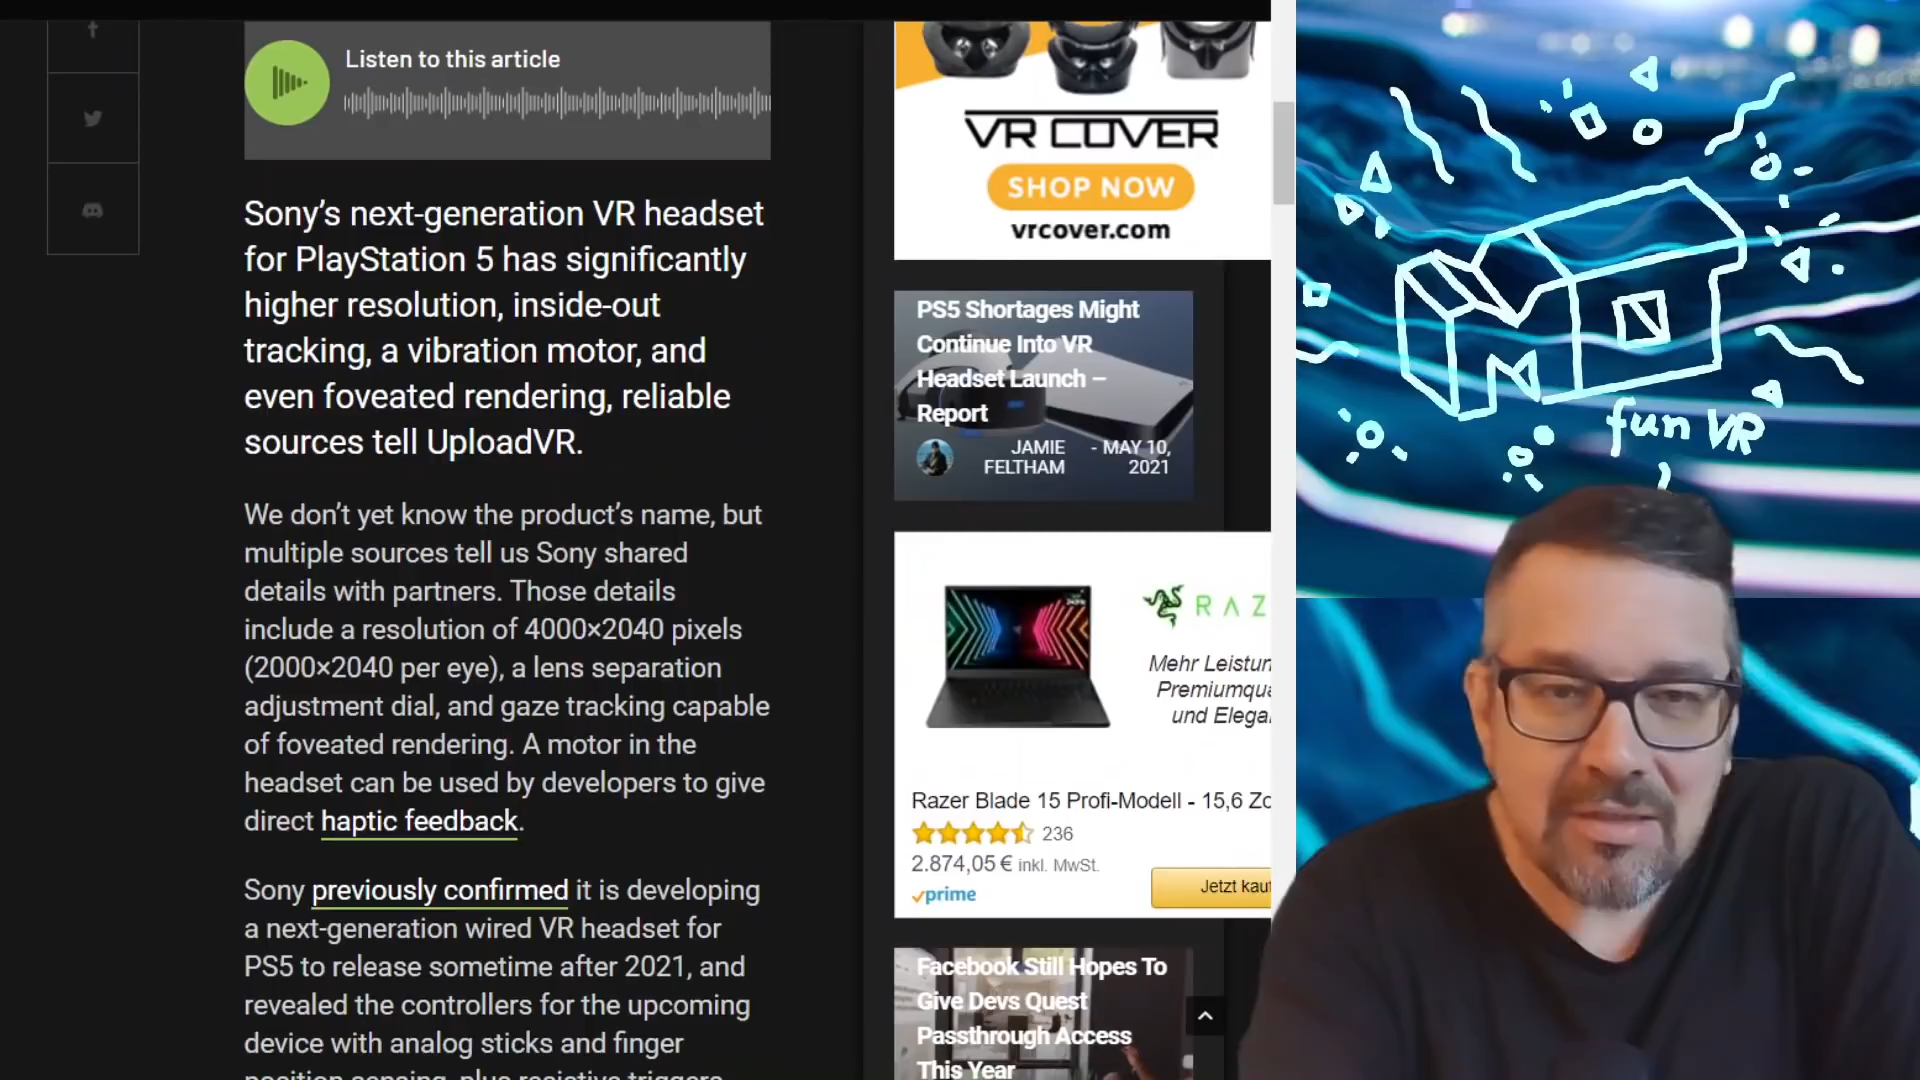 Listen to this article
Sony’s next-generation VR headset
for PlayStation 5 has significantly
higher resolution, inside-out
tracking, a vibration motor, and
even foveated rendering, reliable
sources tell UploadVR.
We don’t yet know the product’s name, but
multiple sources tell us Sony shared
details with partners. Those details
include a resolution of 4000×2040 pixels
(2000×2040 per eye), a lens separation
adjustment dial, and gaze tracking capable
of foveated rendering. A motor in the
headset can be used by developers to give
direct haptic feedback.
Sony previously confirmed it is developing
a next-generation wired VR headset for
PS5 to release sometime after 2021, and
revealed the controllers for the upcoming
device with analog sticks and finger
position sensing, plus resistive triggers
VR COVER
SHOP NOW
vrcover.com
PS5 Shortages Might
Continue Into VR
Headset Launch –
Report
JAMIE
FELTHAM
- MAY 10,
2021
RAZ
Mehr Leistun
Premiumqua
und Elega
Razer Blade 15 Profi-Modell - 15,6 Zo
236
2.874,05 € inkl. MwSt.
prime
Jetzt kauf
Facebook Still Hopes To
Give Devs Quest
Passthrough Access
This Year
fun VR